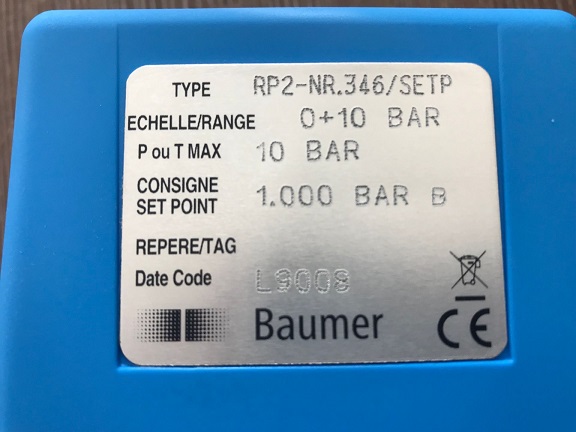 TYPE RP2-NR.346/SETP
ECHELLE/RANGE 0+10 BAR
P ou T MAX 10 BAR
CONSIGNE
SET POINT 1.000 BAR B
REPERE/TAG
Date Code L9008
Baumer CE